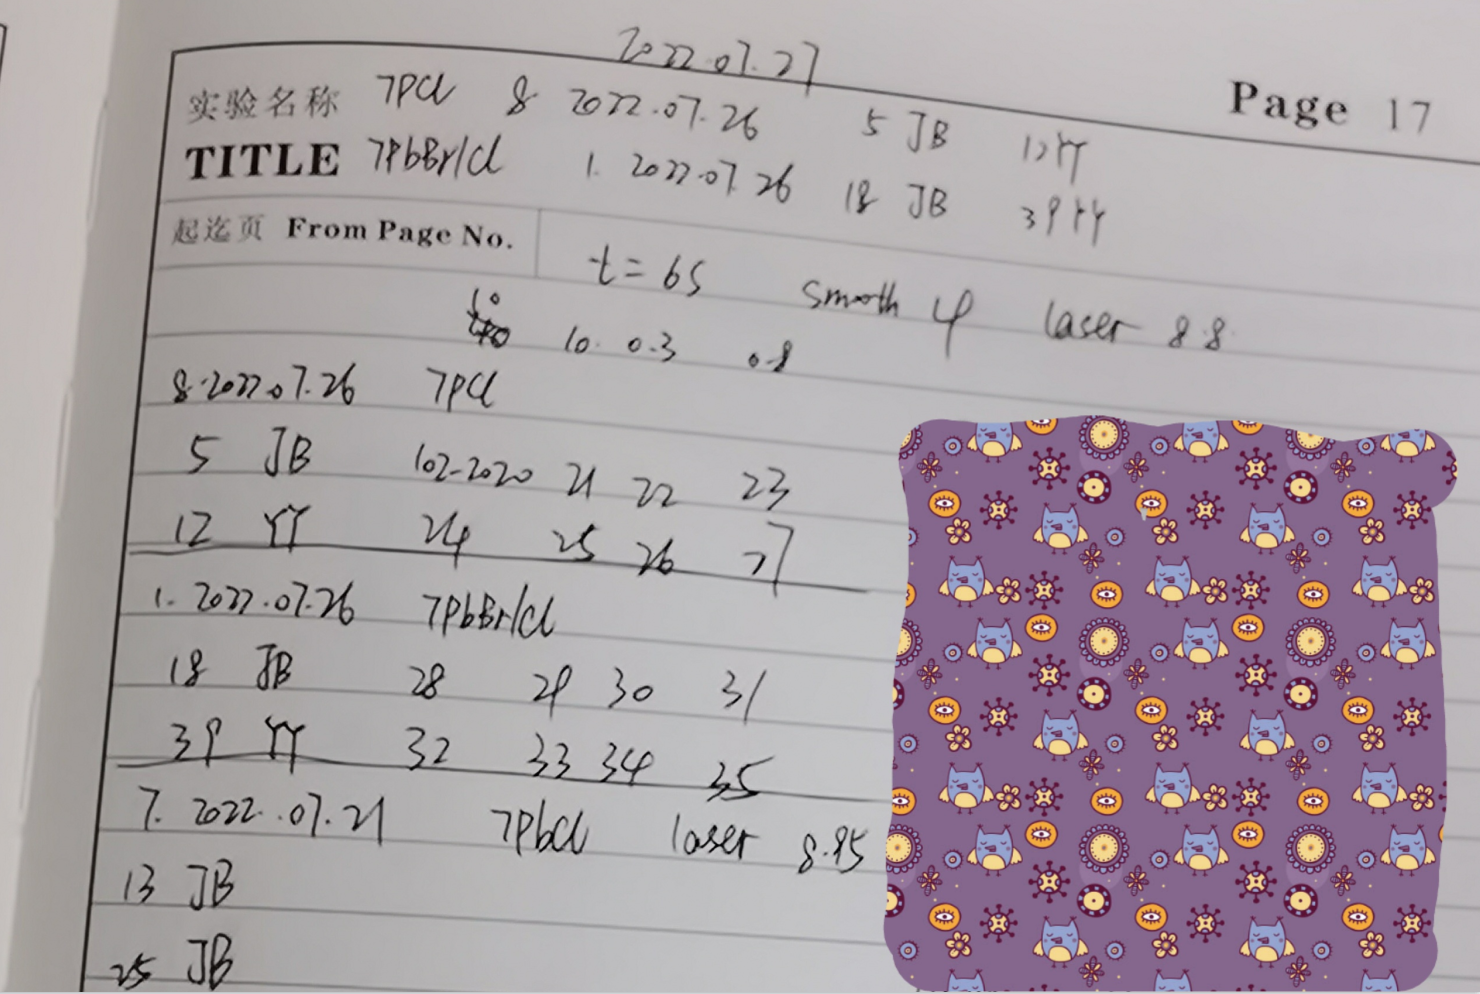 2022.07.27
Page 17
实验名称 7PCl 8 2022.07.26 5 JB 12YY
TITLE 7PbBr/Cl 1. 2022.07.26 18 JB 39YY
起迄页 From Page No.
t=6s smooth 4 laser 8.8
10
10. 0.3 0.8
8.2022.07.26 7PCl
5 JB 102-2020 21 22 23
12 YY 24 25 26 27
1. 2022.07.26 7PbBr/Cl
18 JB 28 29 30 31
39 YY 32 33 34 35
7. 2022..07.21 7PbCl laser 8.85
13 JB
25 JB